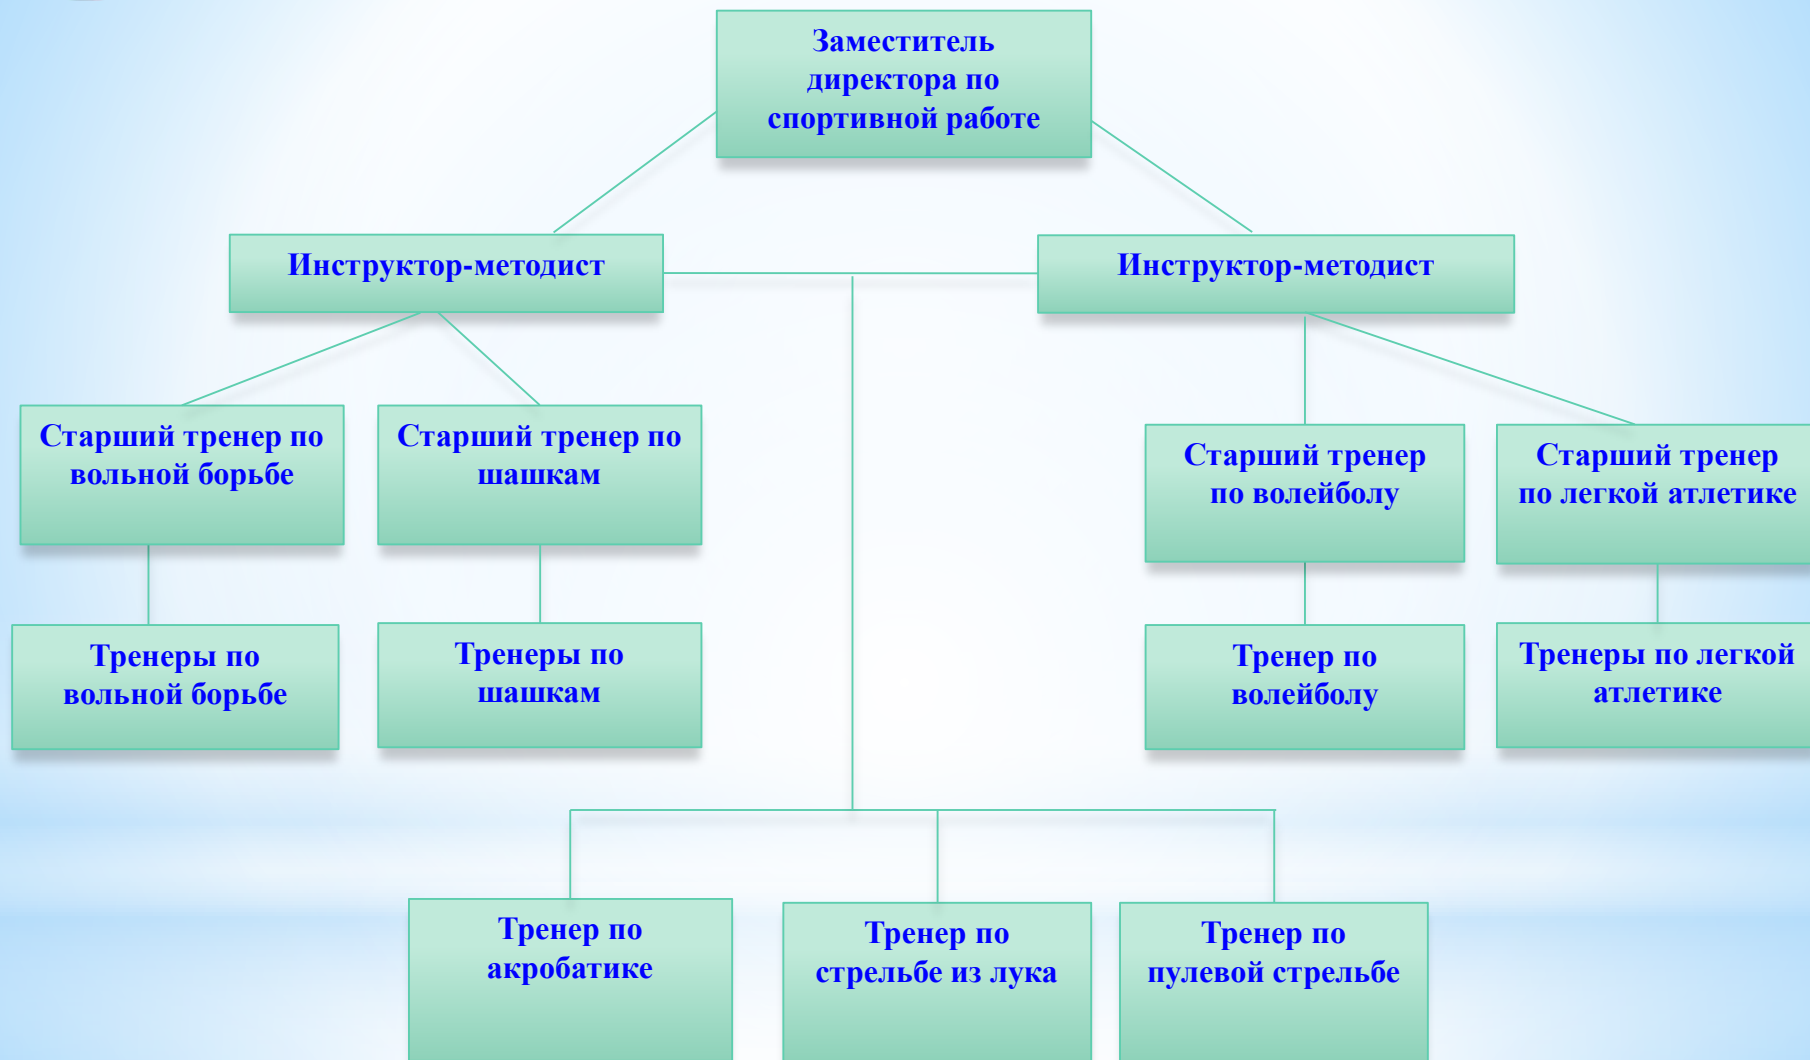 Заместитель
директора по
спортивной работе
Инструктор-методист
Инструктор-методист
Старший тренер по
вольной борьбе
Старший тренер по
шашкам
Старший тренер
по волейболу
Старший тренер
по легкой атлетике
Тренеры по
вольной борьбе
Тренеры по
шашкам
Тренер по
волейболу
Тренеры по легкой
атлетике
Тренер по
акробатике
Тренер по
стрельбе из лука
Тренер по
пулевой стрельбе